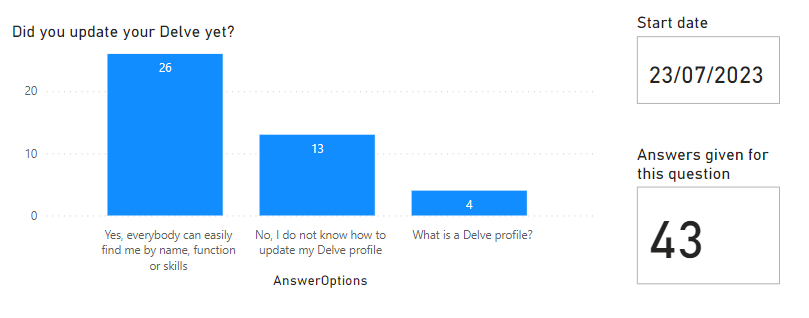 Did you update your Delve yet?
26
20
13
10
4
0
Yes, everybody can easily
find me by name, function
or skills
No, I do not know how to
update my Delve profile
What is a Delve profile?
AnswerOptions
Start date
23/07/2023
Answers given for
this question
43